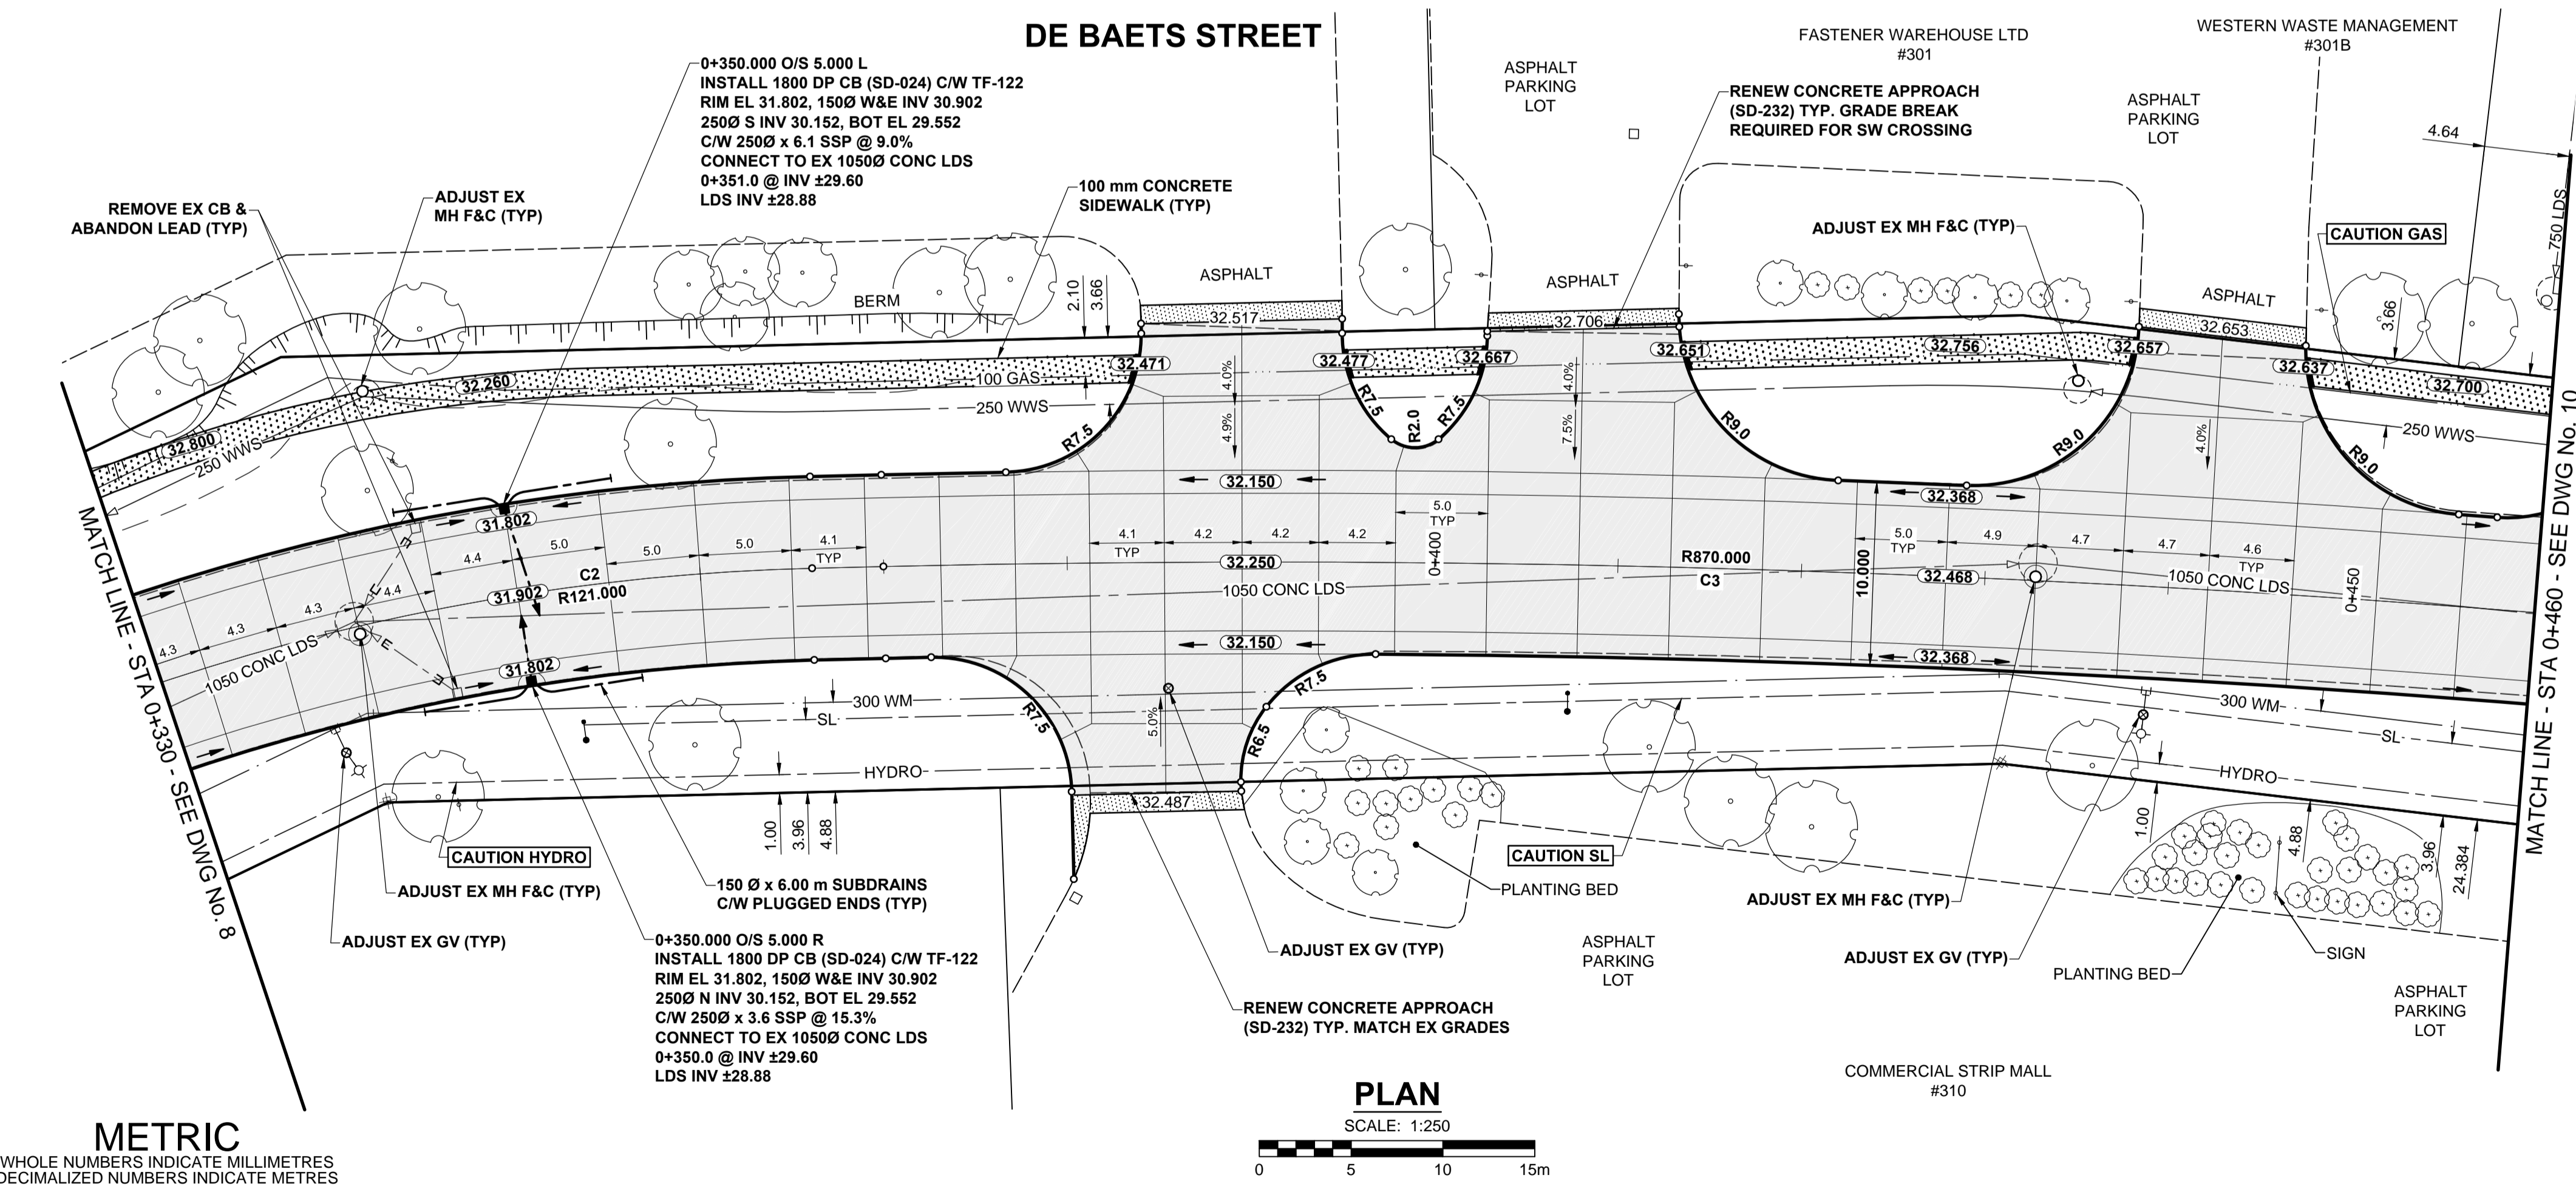 DE BAETS STREET
0+350.000 O/S 5.000 L
INSTALL 1800 DP CB (SD-024) C/W TF-122
RIM EL 31.802, 150Ø W&E INV 30.902
250Ø S INV 30.152, BOT EL 29.552
C/W 250Ø x 6.1 SSP @ 9.0%
CONNECT TO EX 1050Ø CONC LDS
0+351.0 @ INV ±29.60
LDS INV ±28.88
FASTENER WAREHOUSE LTD
#301
WESTERN WASTE MANAGEMENT
#301B
ASPHALT
PARKING
LOT
RENEW CONCRETE APPROACH
(SD-232) TYP. GRADE BREAK
REQUIRED FOR SW CROSSING
ASPHALT
PARKING
LOT
4.64
750 LDS
REMOVE EX CB &
ABANDON LEAD (TYP)
ADJUST EX
MH F&C (TYP)
100 mm CONCRETE
SIDEWALK (TYP)
ADJUST EX MH F&C (TYP)
CAUTION GAS
BERM
2.10
3.66
ASPHALT
ASPHALT
ASPHALT
3.66
32.517
32.706
32.653
32.471
32.477
32.667
32.651
32.756
32.657
32.637
32.700
32.260
32.800
100 GAS
250 WWS
250 WWS
250 WWS
4.0%
4.9%
4.0%
7.5%
4.0%
R7.5
R7.5
R2.0
R7.5
R9.0
R9.0
R9.0
32.150
32.368
31.802
4.3
4.3
4.3
4.4
4.4
5.0
5.0
5.0
4.1
TYP
4.1
TYP
4.2
4.2
4.2
5.0
TYP
0+400
5.0
TYP
4.9
4.7
4.7
4.6
TYP
0+450
C2
R121.000
31.902
32.250
R870.000
C3
10.000
32.468
1050 CONC LDS
1050 CONC LDS
1050 CONC LDS
E
E
E
E
31.802
32.150
32.368
MATCH LINE - STA 0+330 - SEE DWG No. 8
MATCH LINE - STA 0+460 - SEE DWG No. 10
300 WM
SL
HYDRO
R7.5
5.0%
R7.5
R6.5
32.487
300 WM
SL
HYDRO
1.00
3.96
4.88
1.00
4.88
3.96
24.384
CAUTION HYDRO
CAUTION SL
ADJUST EX MH F&C (TYP)
ADJUST EX GV (TYP)
150 Ø x 6.00 m SUBDRAINS
C/W PLUGGED ENDS (TYP)
PLANTING BED
ADJUST EX MH F&C (TYP)
0+350.000 O/S 5.000 R
INSTALL 1800 DP CB (SD-024) C/W TF-122
RIM EL 31.802, 150Ø W&E INV 30.902
250Ø N INV 30.152, BOT EL 29.552
C/W 250Ø x 3.6 SSP @ 15.3%
CONNECT TO EX 1050Ø CONC LDS
0+350.0 @ INV ±29.60
LDS INV ±28.88
ADJUST EX GV (TYP)
ASPHALT
PARKING
LOT
ADJUST EX GV (TYP)
PLANTING BED
SIGN
ASPHALT
PARKING
LOT
RENEW CONCRETE APPROACH
(SD-232) TYP. MATCH EX GRADES
COMMERCIAL STRIP MALL
#310
PLAN
SCALE: 1:250
0 5 10 15m
METRIC
WHOLE NUMBERS INDICATE MILLIMETRES
DECIMALIZED NUMBERS INDICATE METRES